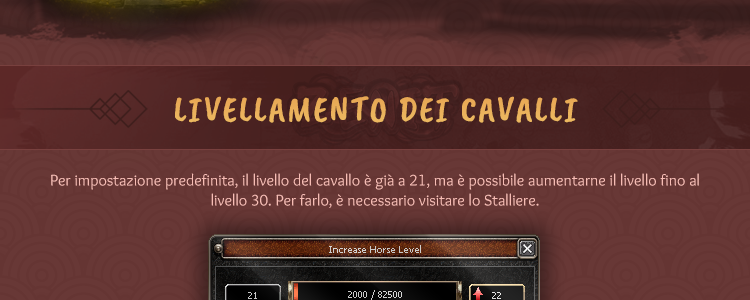 LIVELLAMENTO DEI CAVALLI
Per impostazione predefinita, il livello del cavallo è già a 21, ma è possibile aumentarne il livello fino al
livello 30. Per farlo, è necessario visitare lo Stalliere.
Increase Horse Level
21 2000 / 82500 22